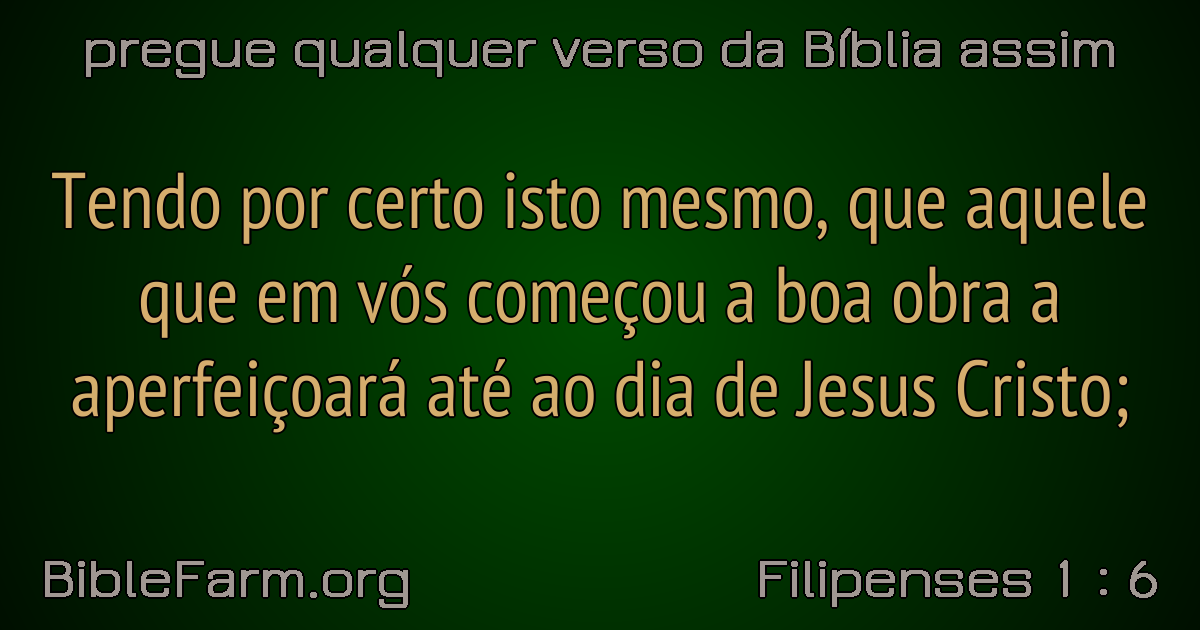 pregue qualquer verso da Bíblia assim
Tendo por certo isto mesmo, que aquele
que em vós começou a boa obra a
aperfeiçoará até ao dia de Jesus Cristo;
BibleFarm.org
Filipenses 1 : 6